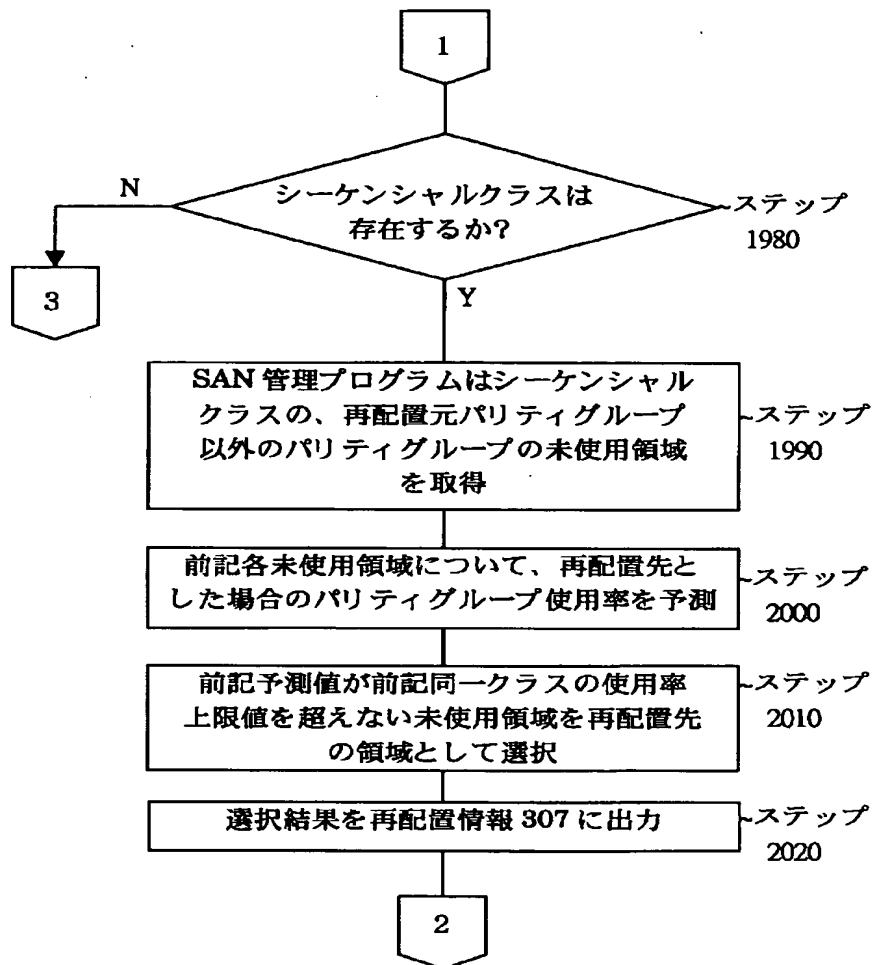 1
シーケンシャルクラスは
存在するか?
N
~ステップ
1980
3
Y
SAN 管理プログラムはシーケンシャル
クラスの、再配置元パリティグループ
以外のパリティグループの未使用領域
を取得
~ステップ
1990
前記各未使用領域について、再配置先と
した場合のパリティグループ使用率を予測
~ステップ
2000
前記予測値が前記同一クラスの使用率
上限値を超えない未使用領域を再配置先
の領域として選択
~ステップ
2010
選択結果を再配置情報 307 に出力
~ステップ
2020
2